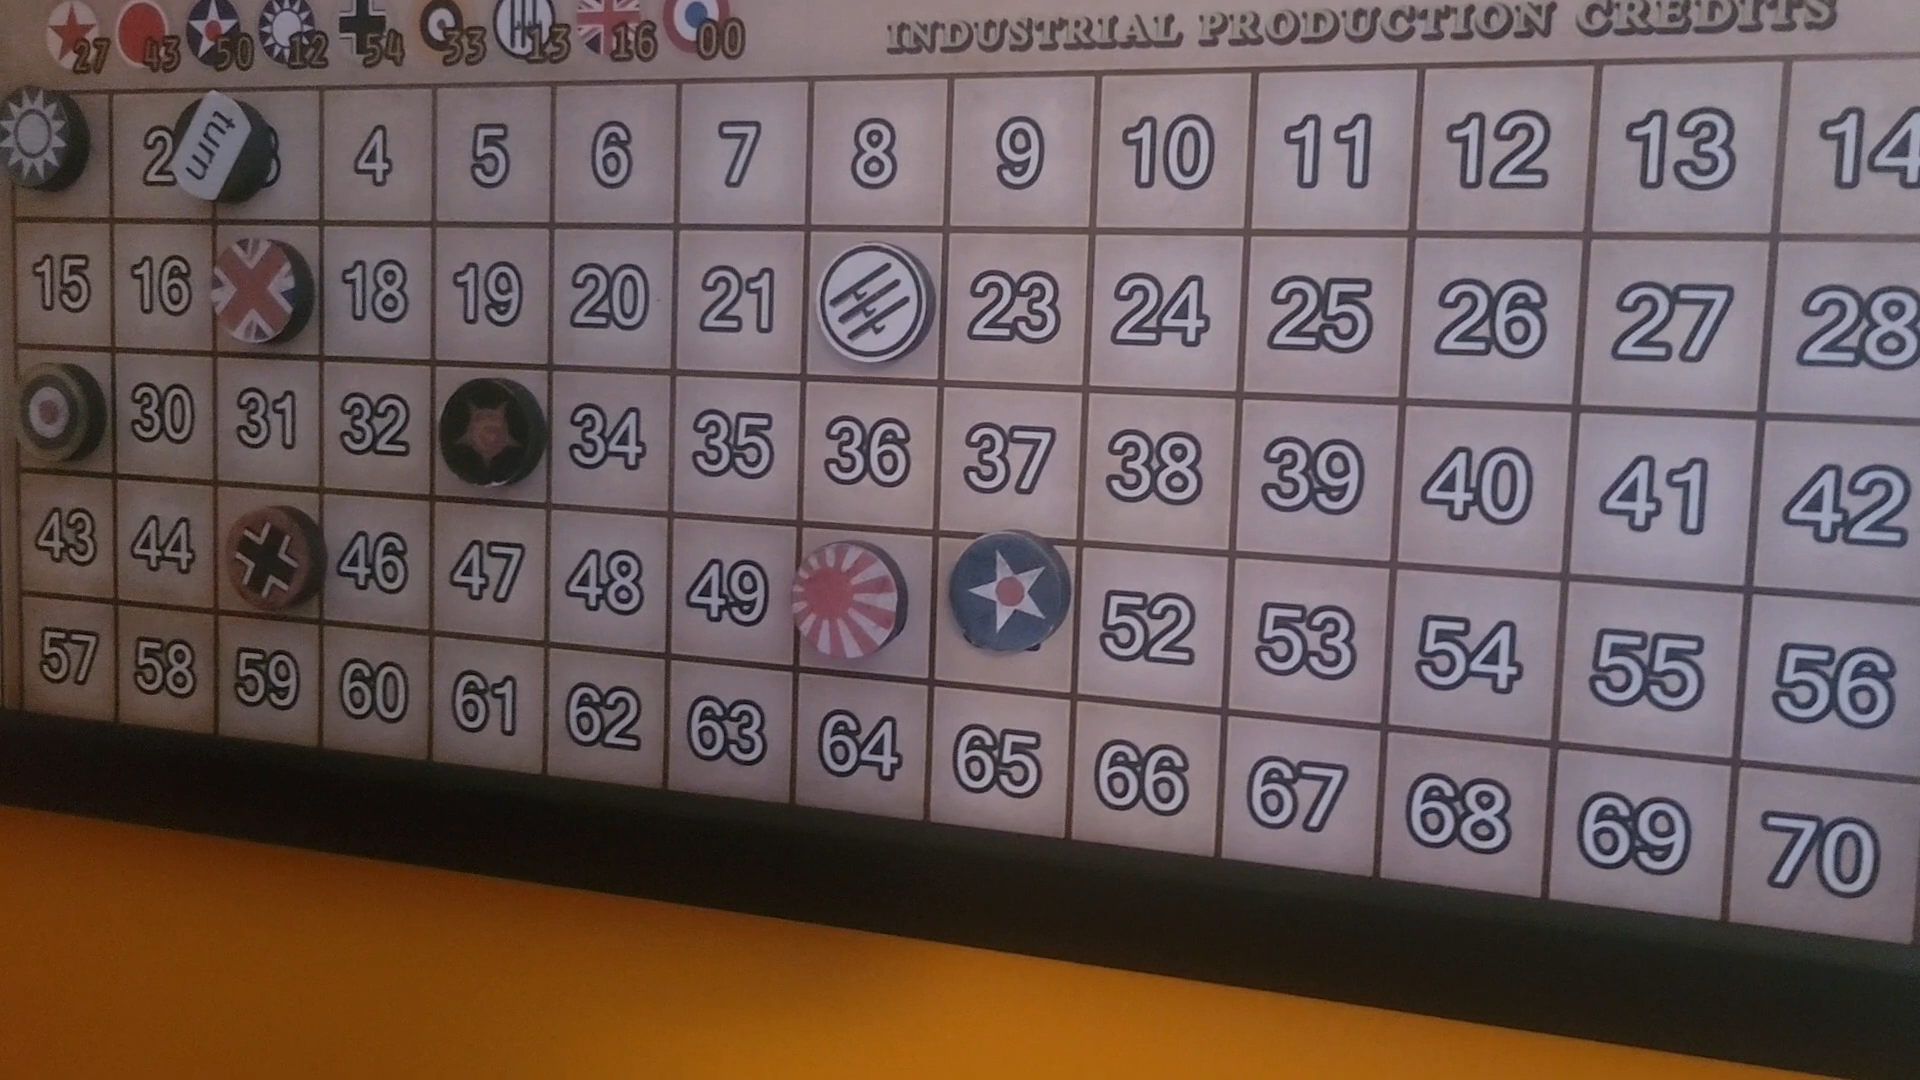 27 43 50 12 54 33 13 16 00
INDUSTRIAL PRODUCTION CREDITS
2 turn 4 5 6 7 8 9 10 11 12 13 14
15 16 18 19 20 21 23 24 25 26 27 28
30 31 32 34 35 36 37 38 39 40 41 42
43 44 46 47 48 49 52 53 54 55 56
57 58 59 60 61 62 63 64 65 66 67 68 69 70